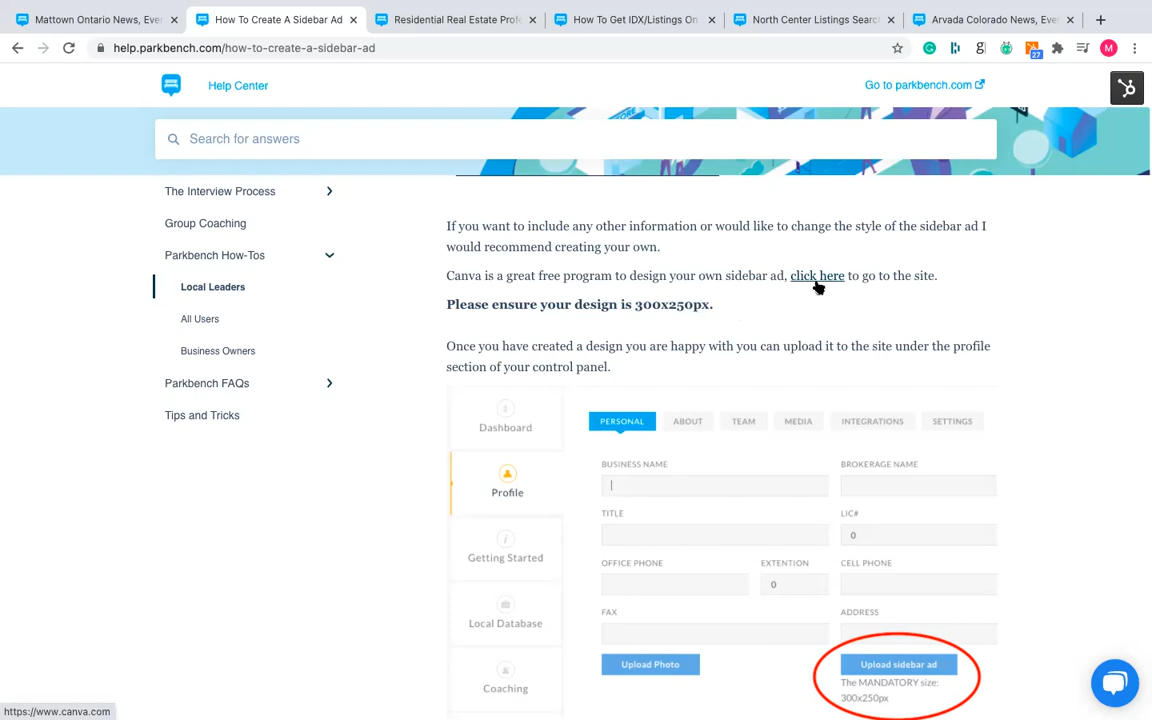 Mattown Ontario News, Ever
How To Create A Sidebar Ad
Residential Real Estate Profe
How To Get IDX/Listings On
North Center Listings Search
Arvada Colorado News, Even
help.parkbench.com/how-to-create-a-sidebar-ad
27
M
Help Center
Go to parkbench.com
Search for answers
The Interview Process
Group Coaching
Parkbench How-Tos
Local Leaders
All Users
Business Owners
Parkbench FAQs
Tips and Tricks
If you want to include any other information or would like to change the style of the sidebar ad I
would recommend creating your own.
Canva is a great free program to design your own sidebar ad, click here to go to the site.
Please ensure your design is 300x250px.
Once you have created a design you are happy with you can upload it to the site under the profile
section of your control panel.
Dashboard
Profile
Getting Started
Local Database
Coaching
PERSONAL ABOUT TEAM MEDIA INTEGRATIONS SETTINGS
BUSINESS NAME BROKERAGE NAME
TITLE LIC#
0
OFFICE PHONE EXTENTION CELL PHONE
0
FAX ADDRESS
Upload Photo Upload sidebar ad
The MANDATORY size:
300x250px
https://www.canva.com